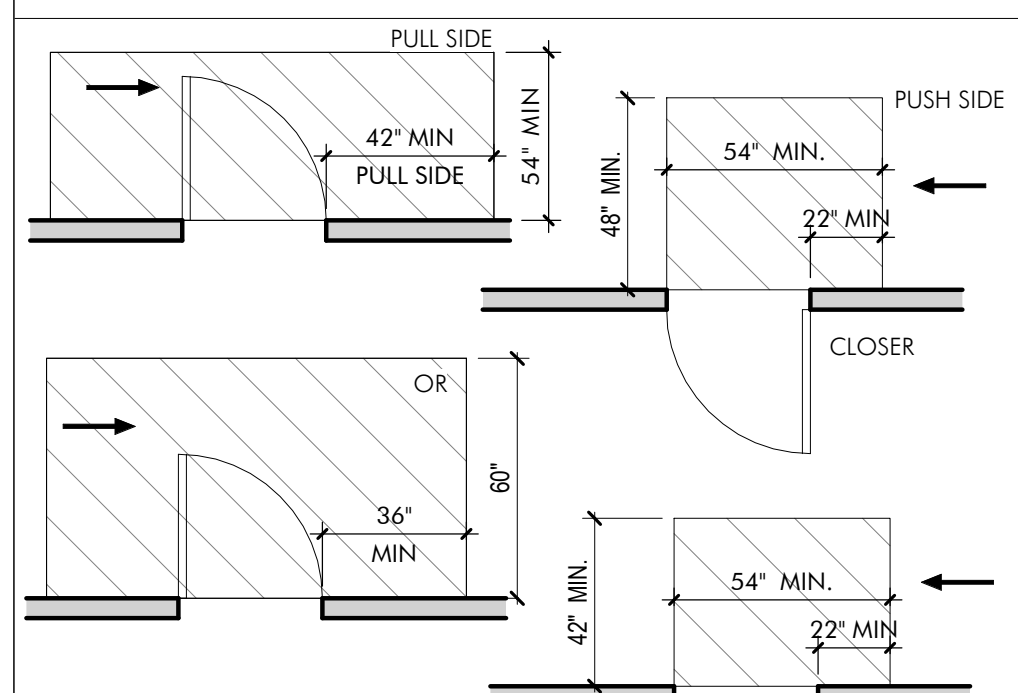 PULL SIDE
42" MIN
PULL SIDE
54" MIN
PUSH SIDE
54" MIN.
48" MIN.
22" MIN
CLOSER
OR
36"
MIN
60"
54" MIN.
42" MIN.
22" MIN